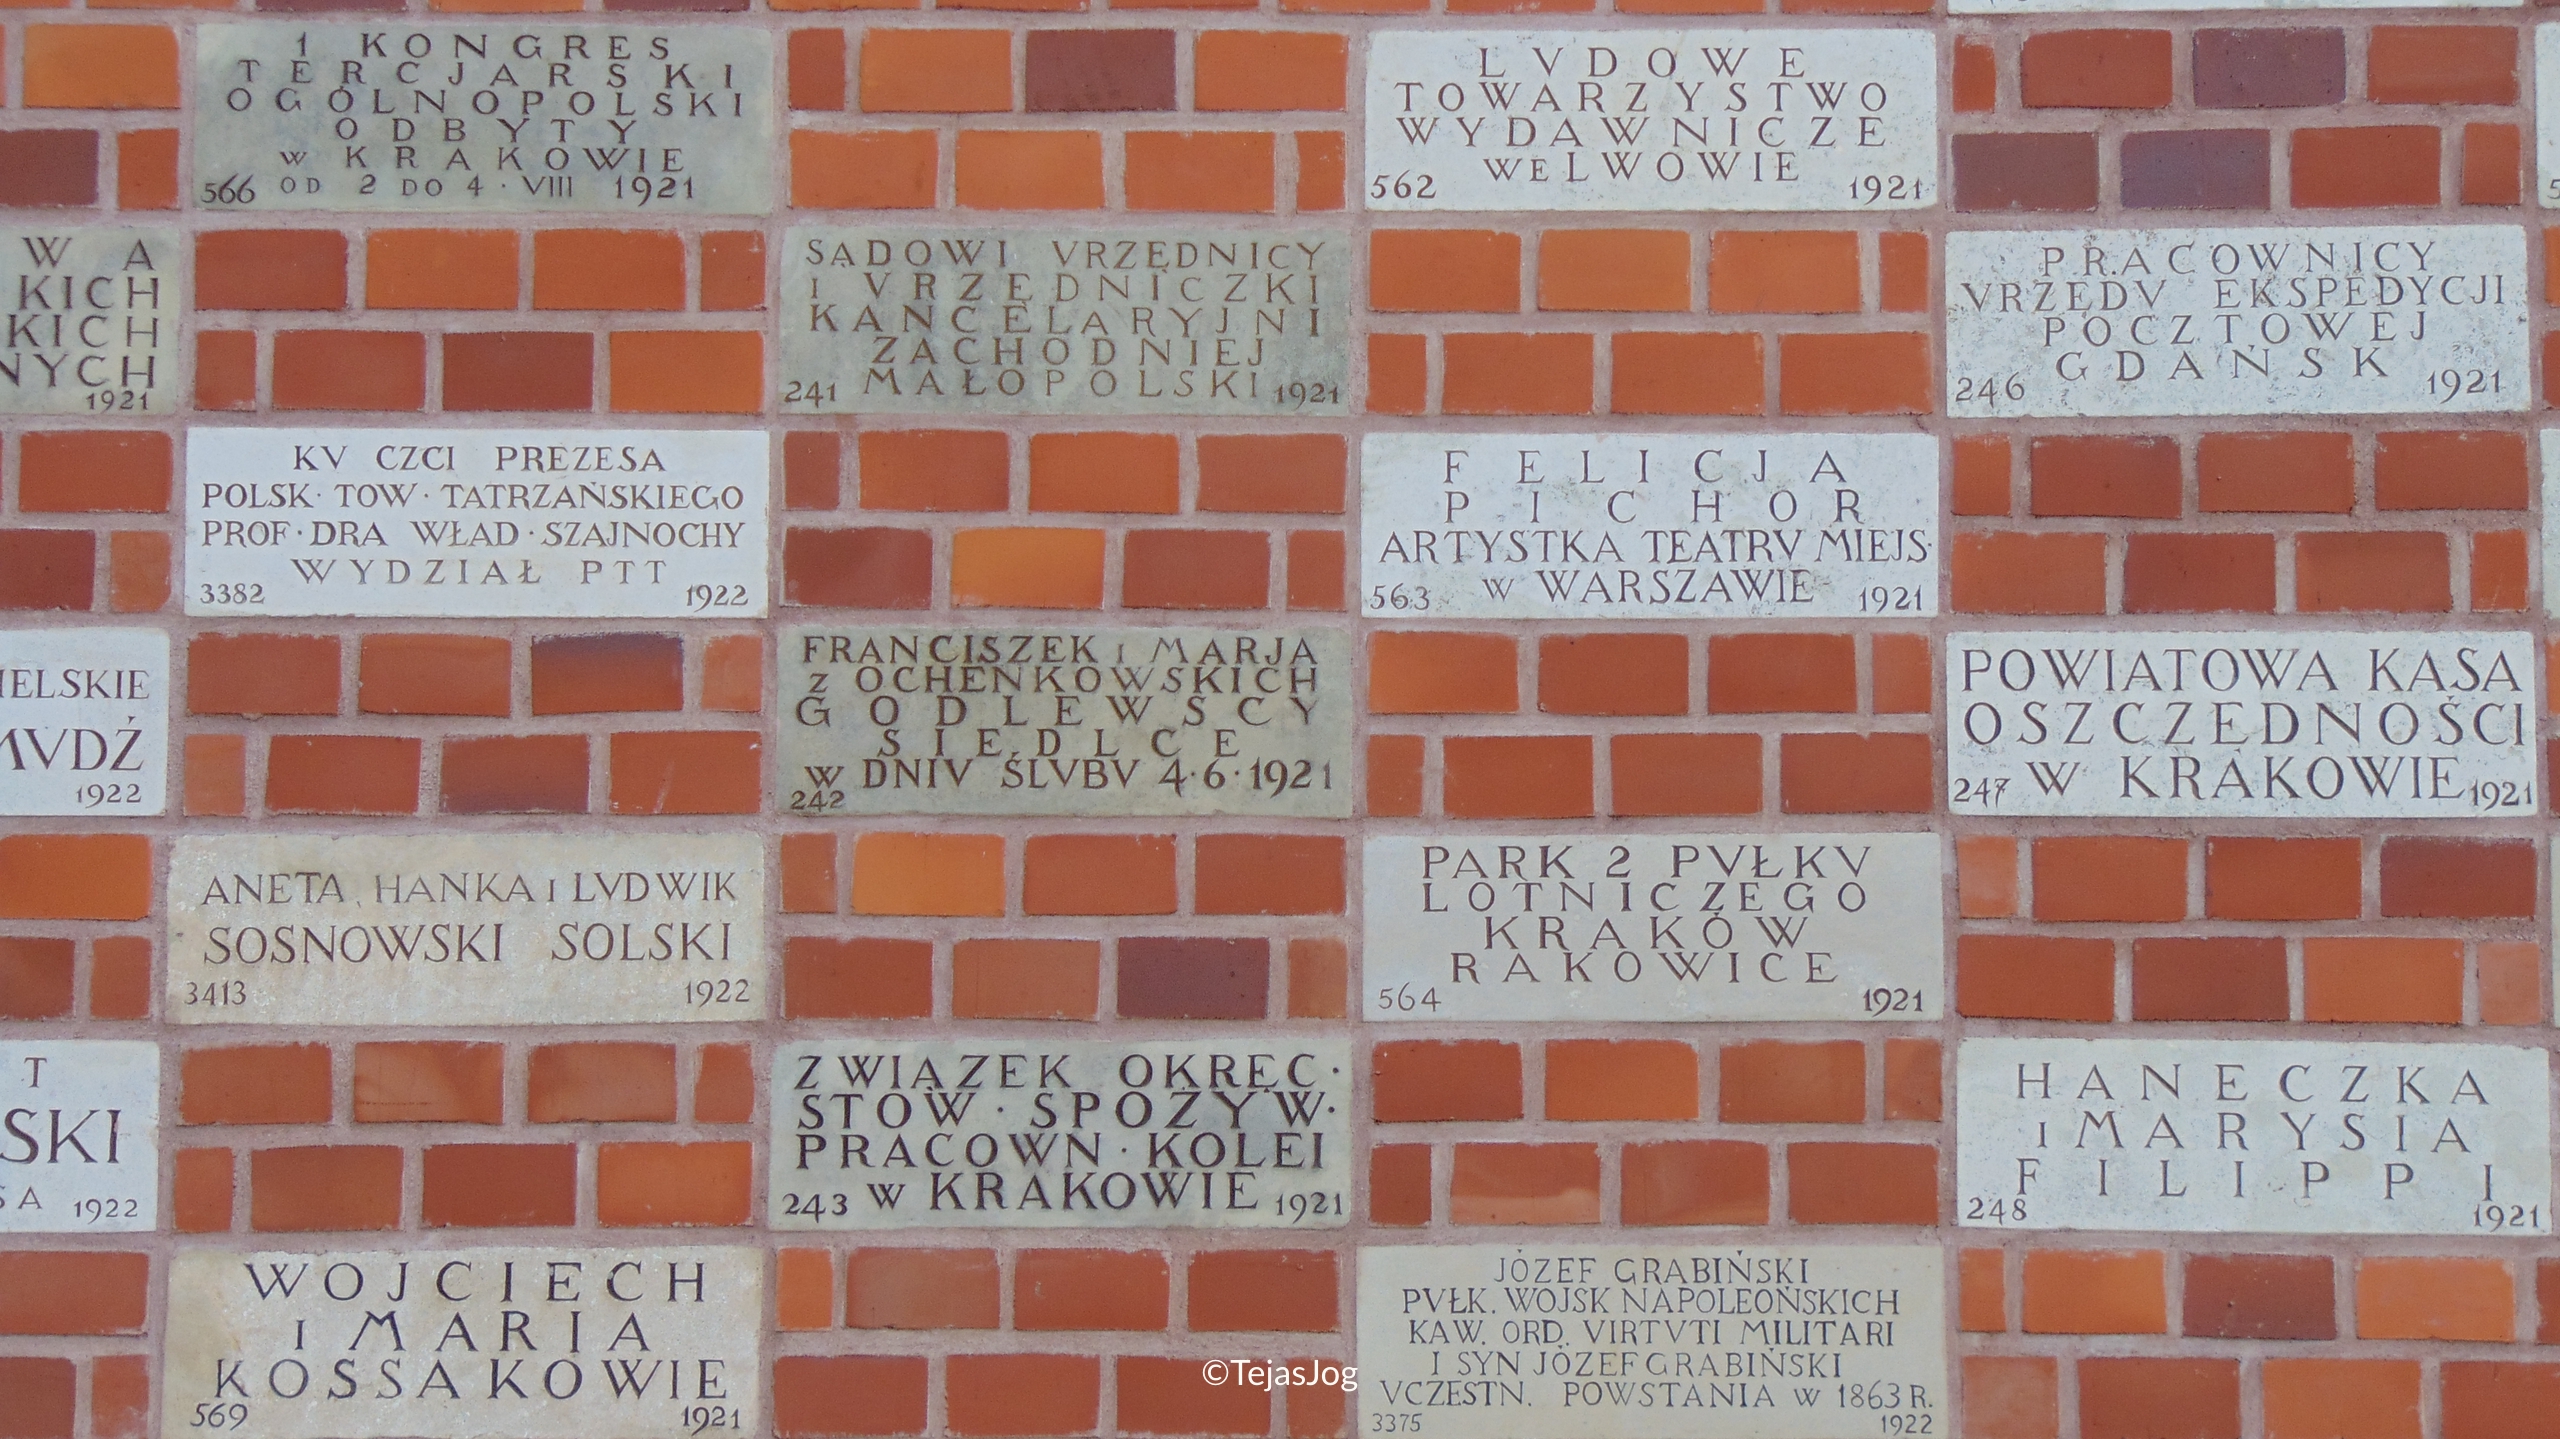 W A
KICH
KICH
NYCH
1921
IELSKIE
MVDŹ
1922
T
SKI
SA 1922
1 KONGRES
TERCJARSKI
OGÓLNOPOLSKI
ODBYTY
W KRAKOWIE
566 OD 2 DO 4 · VIII 1921
KV CZCI PREZESA
POLSK · TOW · TATRZAŃSKIEGO
PROF · DRA WŁAD · SZAJNOCHY
WYDZIAŁ PTT
3382 1922
ANETA, HANKA I LVDWIK
SOSNOWSKI SOLSKI
3413 1922
WOJCIECH
I MARIA
KOSSAKOWIE
569 1921
SĄDOWI VRZĘDNICY
I VRZĘDNICZKI
KANCELARYJNI
ZACHODNIEJ
241 MAŁOPOLSKI 1921
FRANCISZEK I MARJA
Z OCHENKOWSKICH
GODLEWSCY
SIEDLCE
W DNIV ŚLVBV 4·6·1921
242
ZWIĄZEK OKRĘG·
STOW · SPOŻYW·
PRACOWN · KOLEI
243 W KRAKOWIE 1921
LVDOWE
TOWARZYSTWO
WYDAWNICZE
WE LWOWIE
562 1921
FELICJA
PICHOR
ARTYSTKA TEATRV MIEJS·
W WARSZAWIE
563 1921
PARK 2 PVŁKV
LOTNICZEGO
KRAKÓW
RAKOWICE
564 1921
JÓZEF GRABIŃSKI
PVŁK. WOJSK NAPOLEOŃSKICH
KAW. ORD. VIRTVTI MILITARI
I SYN JÓZEF GRABIŃSKI
VCZESTN. POWSTANIA W 1863 R.
3375 1922
PRACOWNICY
VRZĘDV EKSPEDYCJI
POCZTOWEJ
GDAŃSK
246 1921
POWIATOWA KASA
OSZCZĘDNOŚCI
247 W KRAKOWIE 1921
HANECZKA
I MARYSIA
FILIPPI
248 1921
©TejasJog